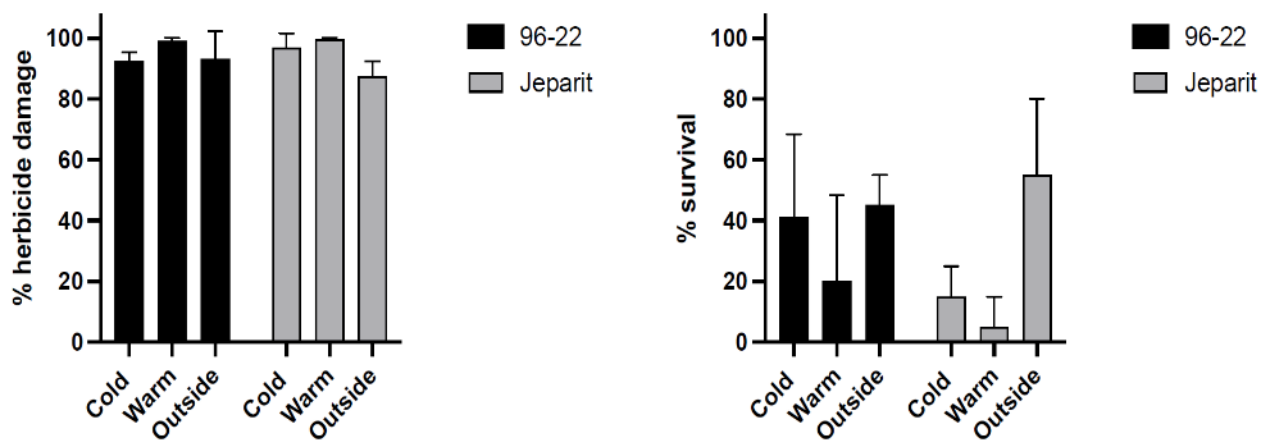 % herbicide damage
100
80
60
40
20
0
Cold
Warm
Outside
Cold
Warm
Outside
96-22
Jeparit
% survival
100
80
60
40
20
0
Cold
Warm
Outside
Cold
Warm
Outside
96-22
Jeparit